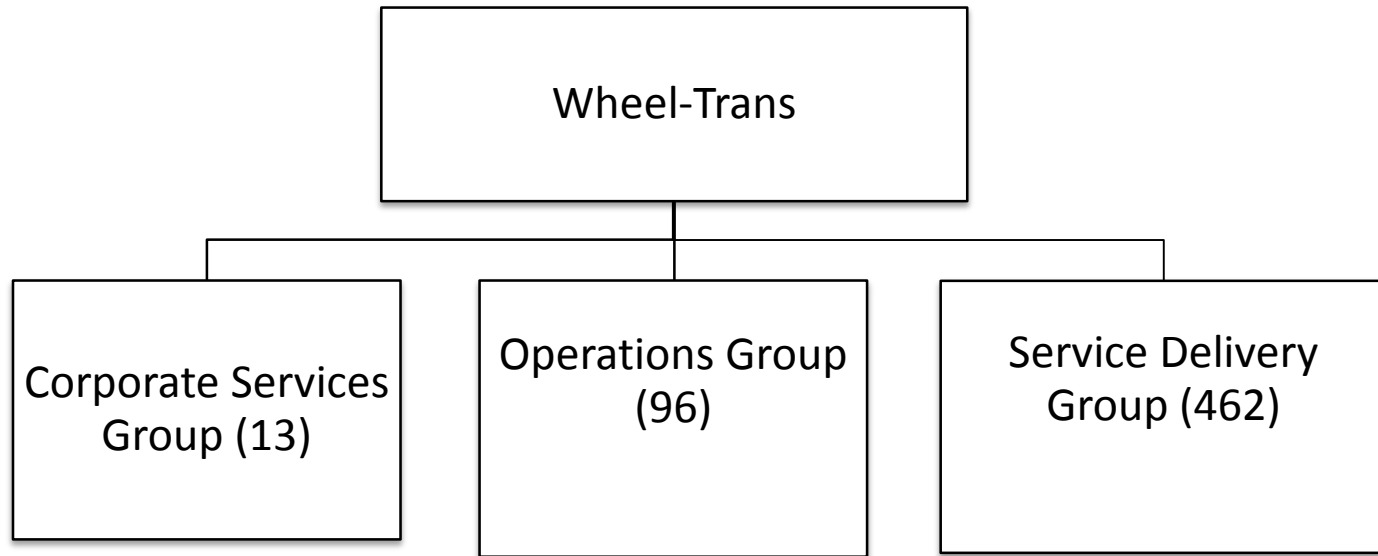 Wheel-Trans
Corporate Services
Group (13)
Operations Group
(96)
Service Delivery
Group (462)